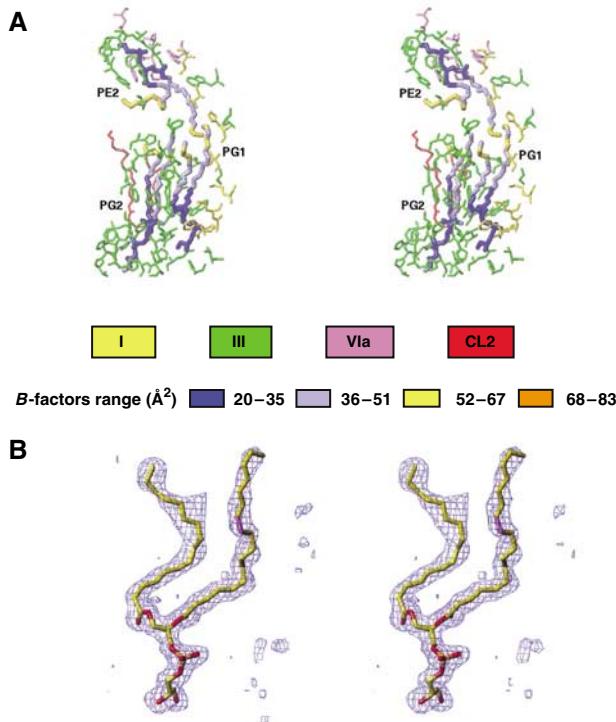 A
PE2 PE2
PG1 PG1
PG2 PG2
I III VIa CL2
B-factors range (Å²) 20–35 36–51 52–67 68–83
B